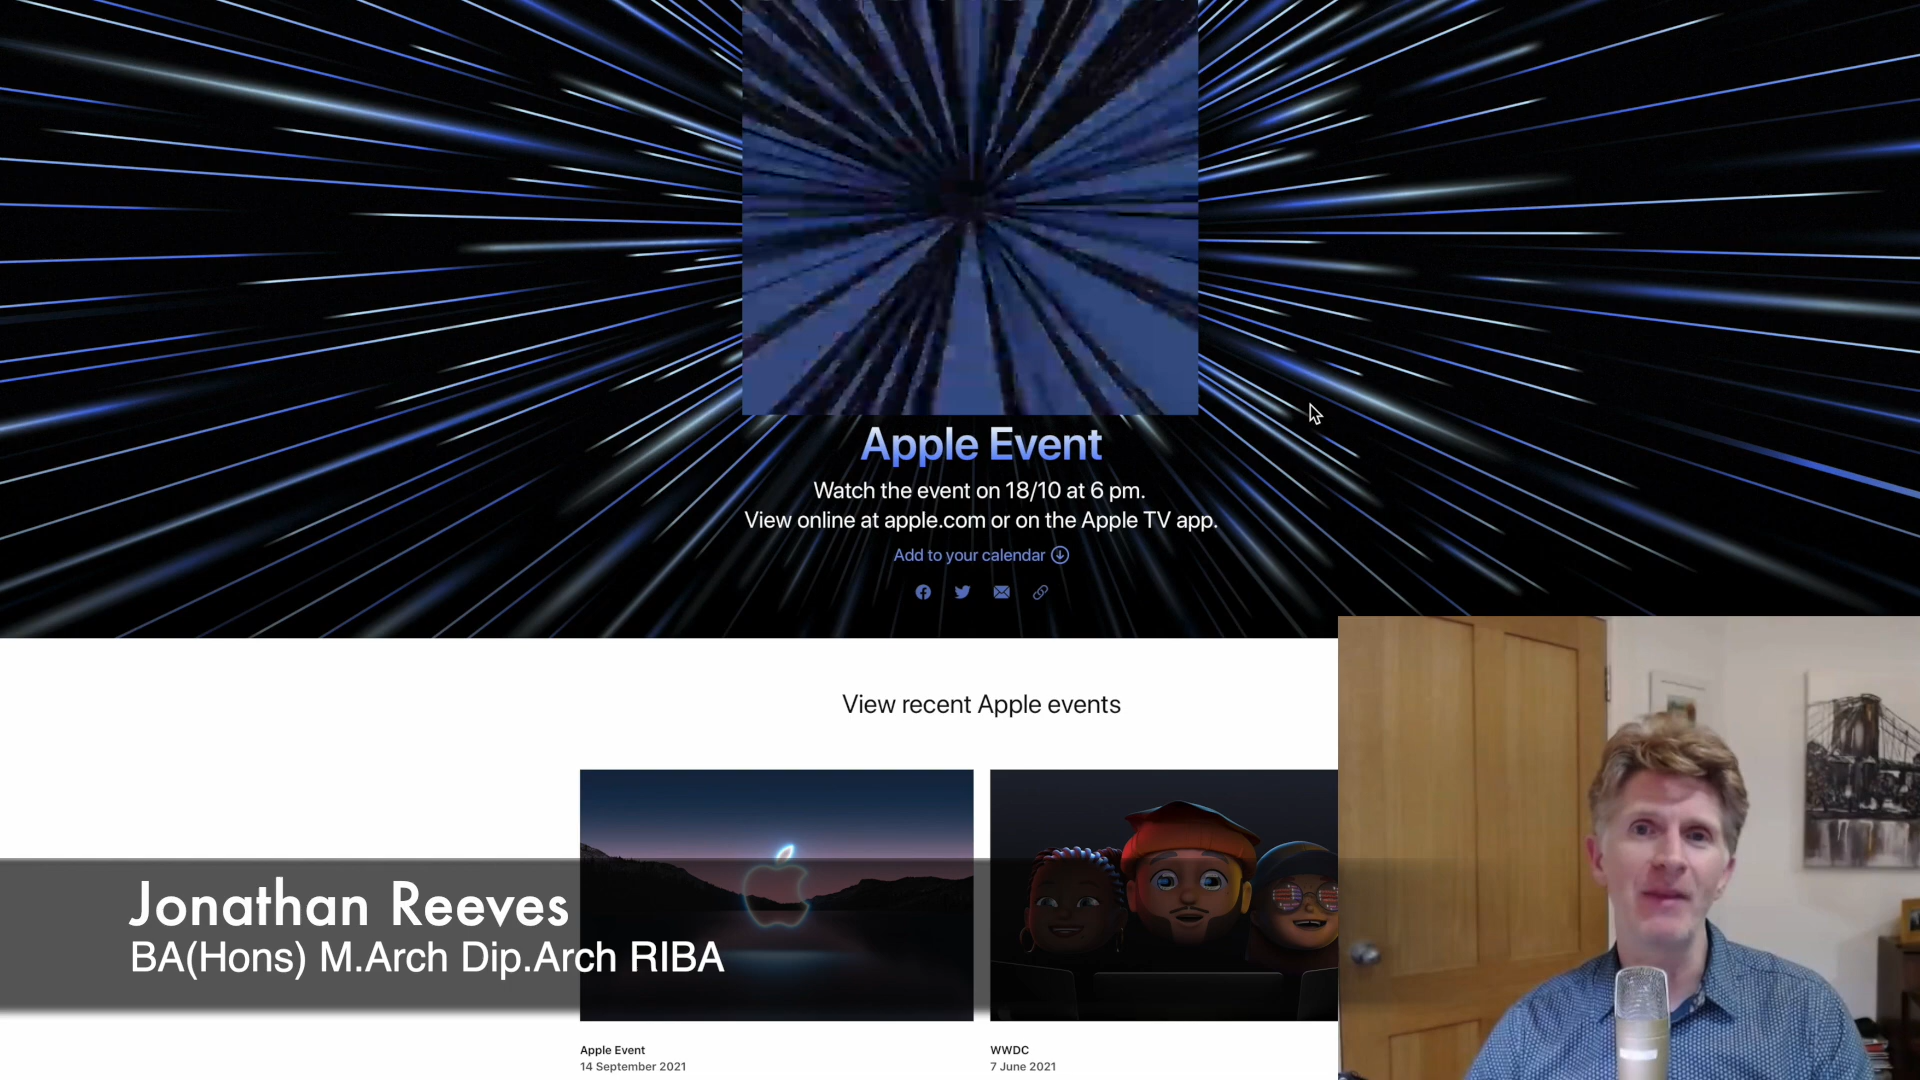 Apple Event
Watch the event on 18/10 at 6 pm.
View online at apple.com or on the Apple TV app.
Add to your calendar
View recent Apple events
Jonathan Reeves
BA(Hons) M.Arch Dip.Arch RIBA
Apple Event
14 September 2021
WWDC
7 June 2021